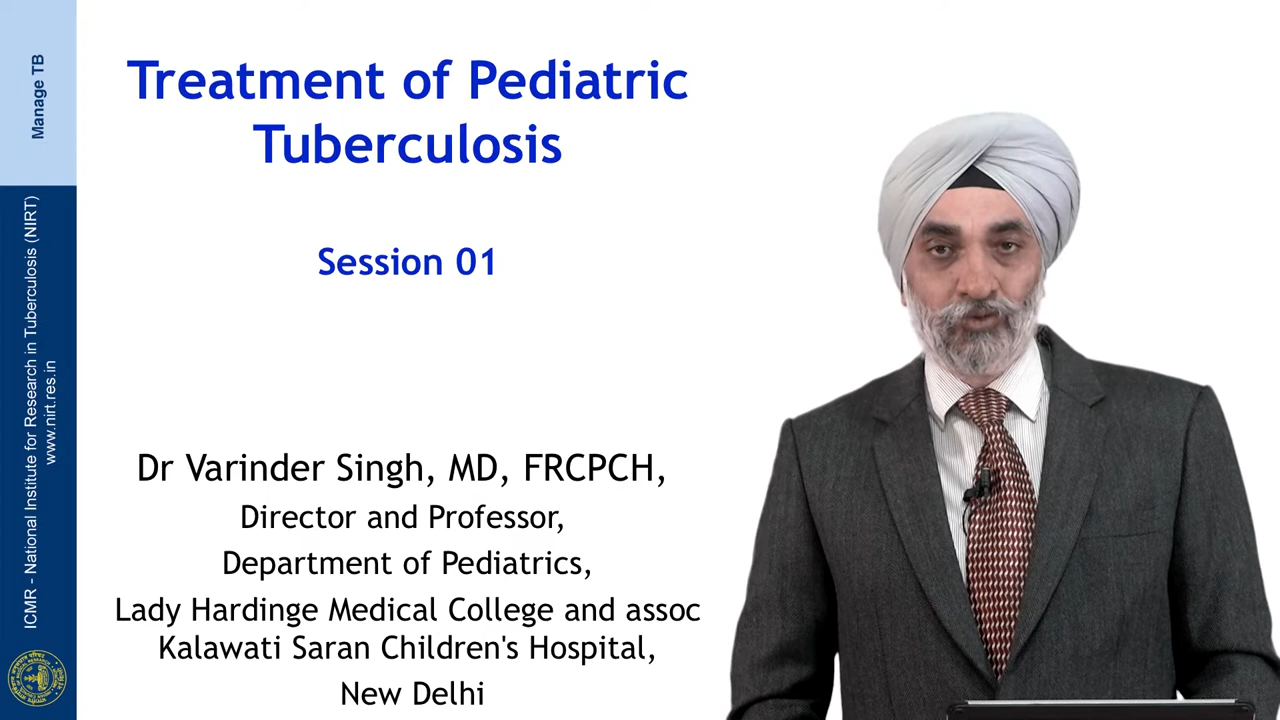 Treatment of Pediatric
Tuberculosis
Session 01
Dr Varinder Singh, MD, FRCPCH,
Director and Professor,
Department of Pediatrics,
Lady Hardinge Medical College and assoc
Kalawati Saran Children's Hospital,
New Delhi
Manage TB
ICMR - National Institute for Research in Tuberculosis (NIRT)
www.nirt.res.in